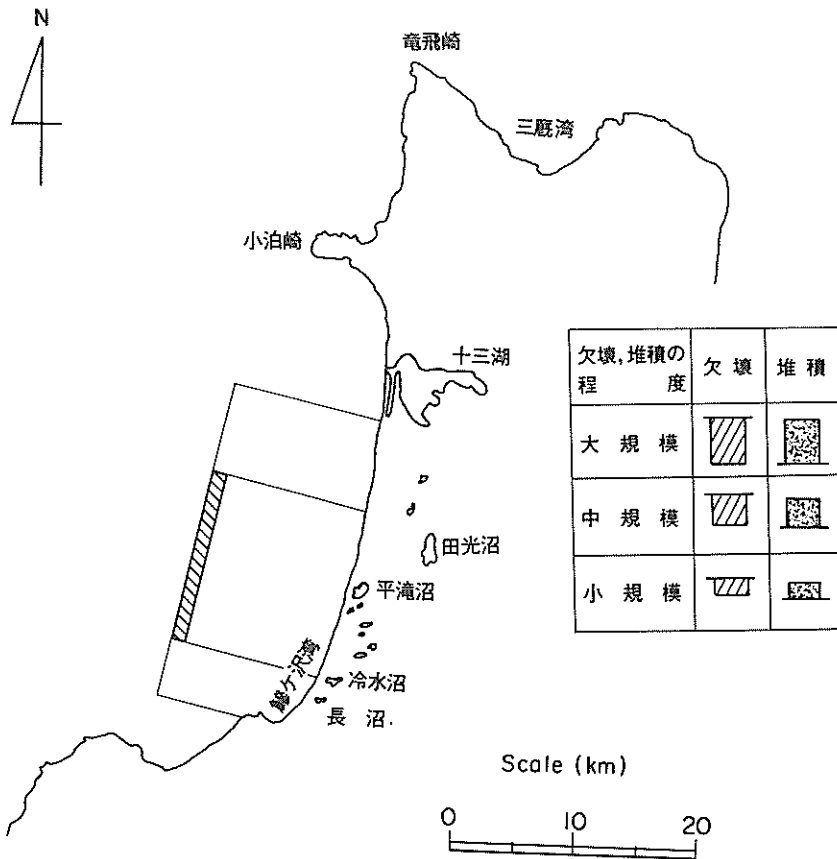 N
竜飛崎
三厩湾
小泊崎
十三湖
欠壊,堆積の
程 度
欠 壊
堆 積
大 規 模
中 規 模
小 規 模
田光沼
平滝沼
鰺ケ沢湾
冷水沼
長 沼.
Scale (km)
0 10 20